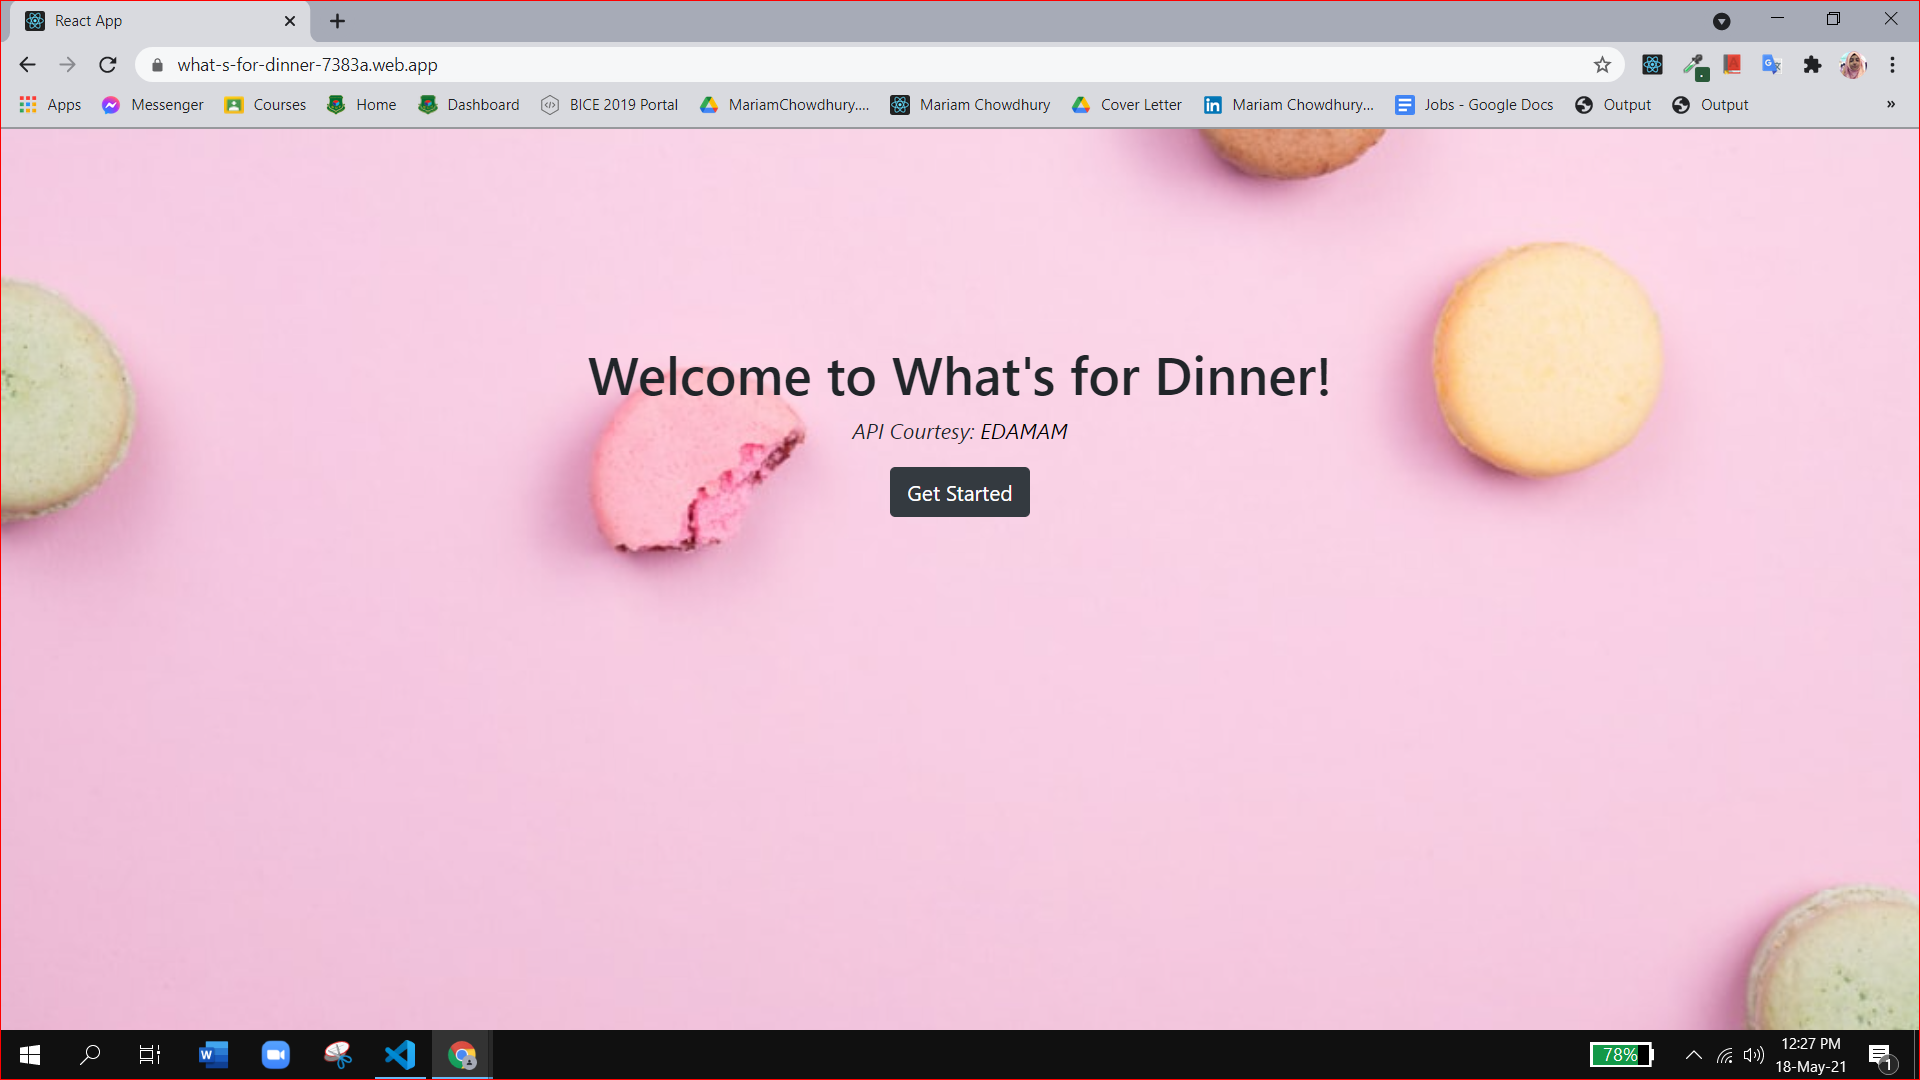 React App
what-s-for-dinner-7383a.web.app
Apps Messenger Courses Home Dashboard BICE 2019 Portal MariamChowdhury.... Mariam Chowdhury Cover Letter Mariam Chowdhury... Jobs - Google Docs Output Output »
Welcome to What's for Dinner!
API Courtesy: EDAMAM
Get Started
78%
12:27 PM
18-May-21
1